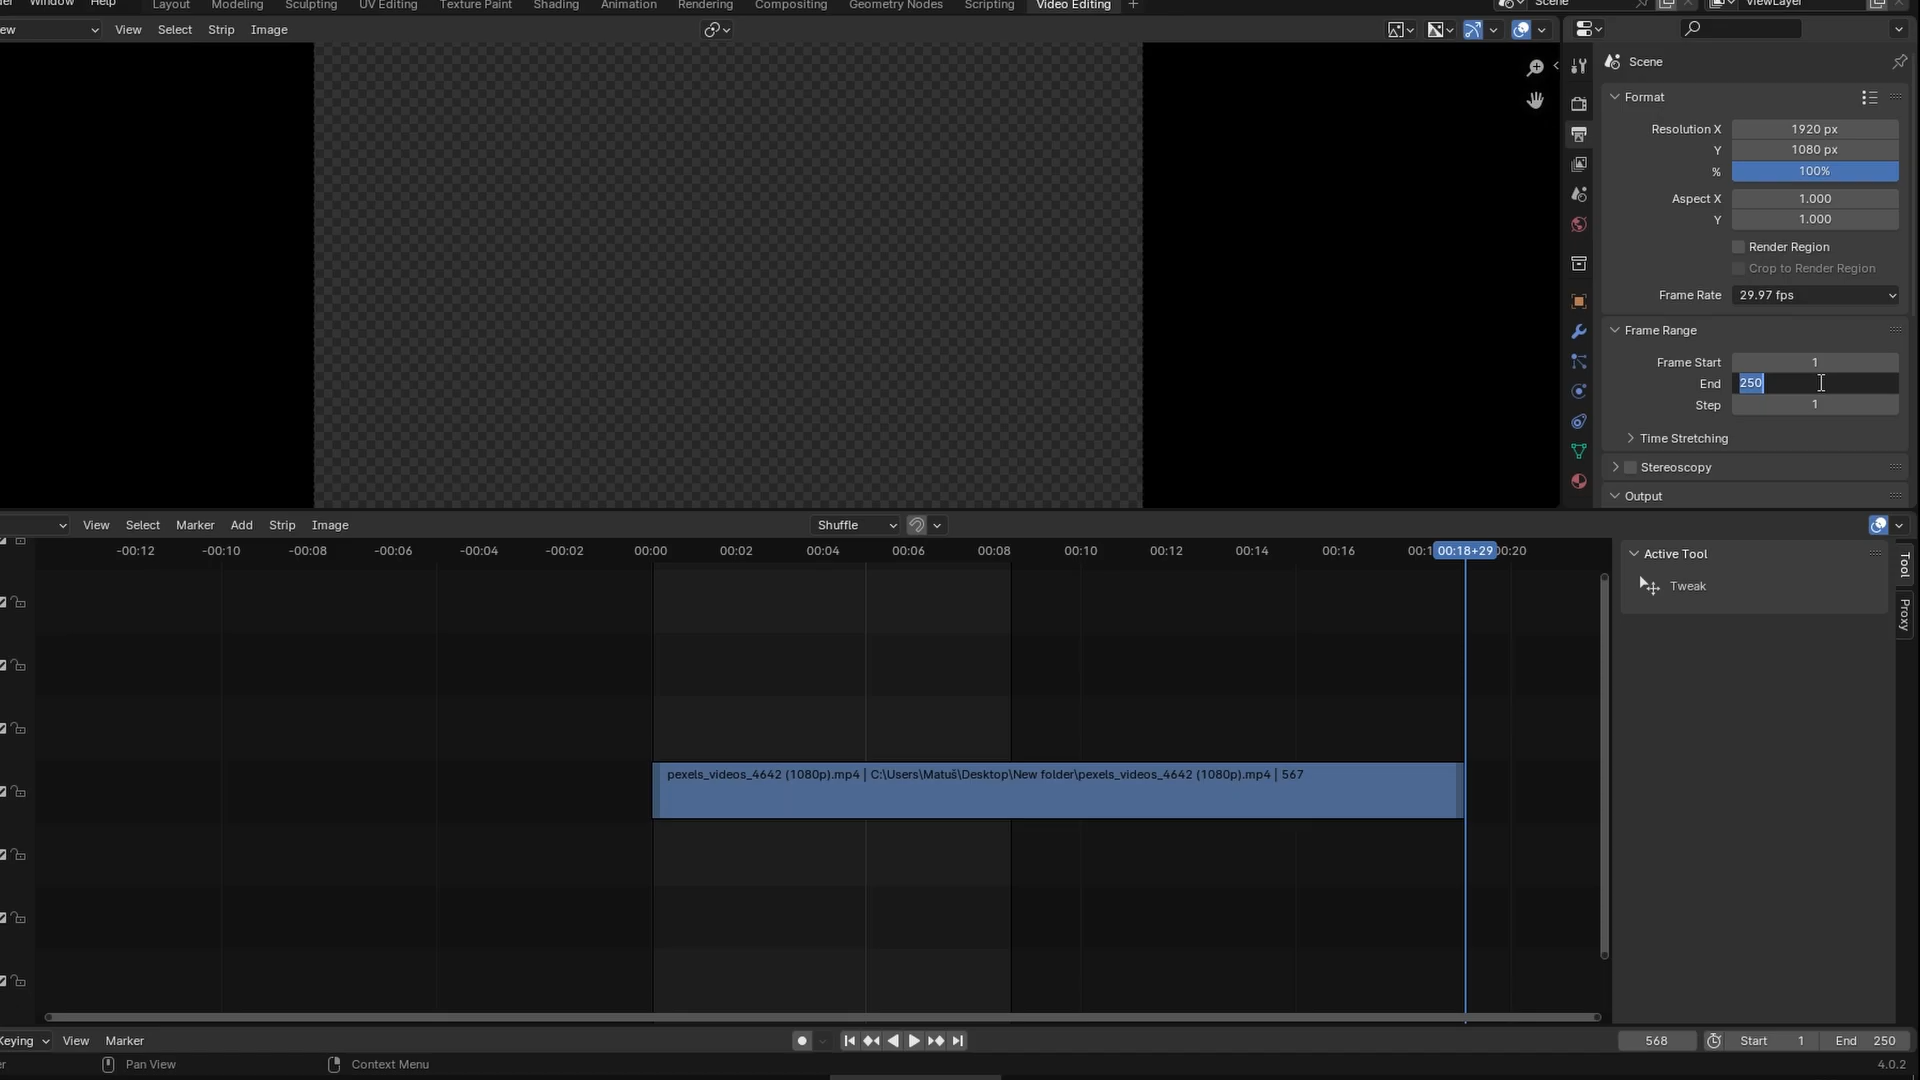 Window Help Layout Modeling Sculpting UV Editing Texture Paint Shading Animation Rendering Compositing Geometry Nodes Scripting Video Editing + Scene ViewLayer
View Select Strip Image
Scene
Format
Resolution X 1920 px
Y 1080 px
% 100%
Aspect X 1.000
Y 1.000
Render Region
Crop to Render Region
Frame Rate 29.97 fps
Frame Range
Frame Start 1
End 250
Step 1
Time Stretching
Stereoscopy
Output
View Select Marker Add Strip Image Shuffle
-00:12 -00:10 -00:08 -00:06 -00:04 -00:02 00:00 00:02 00:04 00:06 00:08 00:10 00:12 00:14 00:16 00:1 00:18+29 00:20
Active Tool
Tweak
Tool
Proxy
pexels_videos_4642 (1080p).mp4 | C:\Users\Matuš\Desktop\New folder\pexels_videos_4642 (1080p).mp4 | 567
Keying View Marker 568 Start 1 End 250
Pan View Context Menu 4.0.2